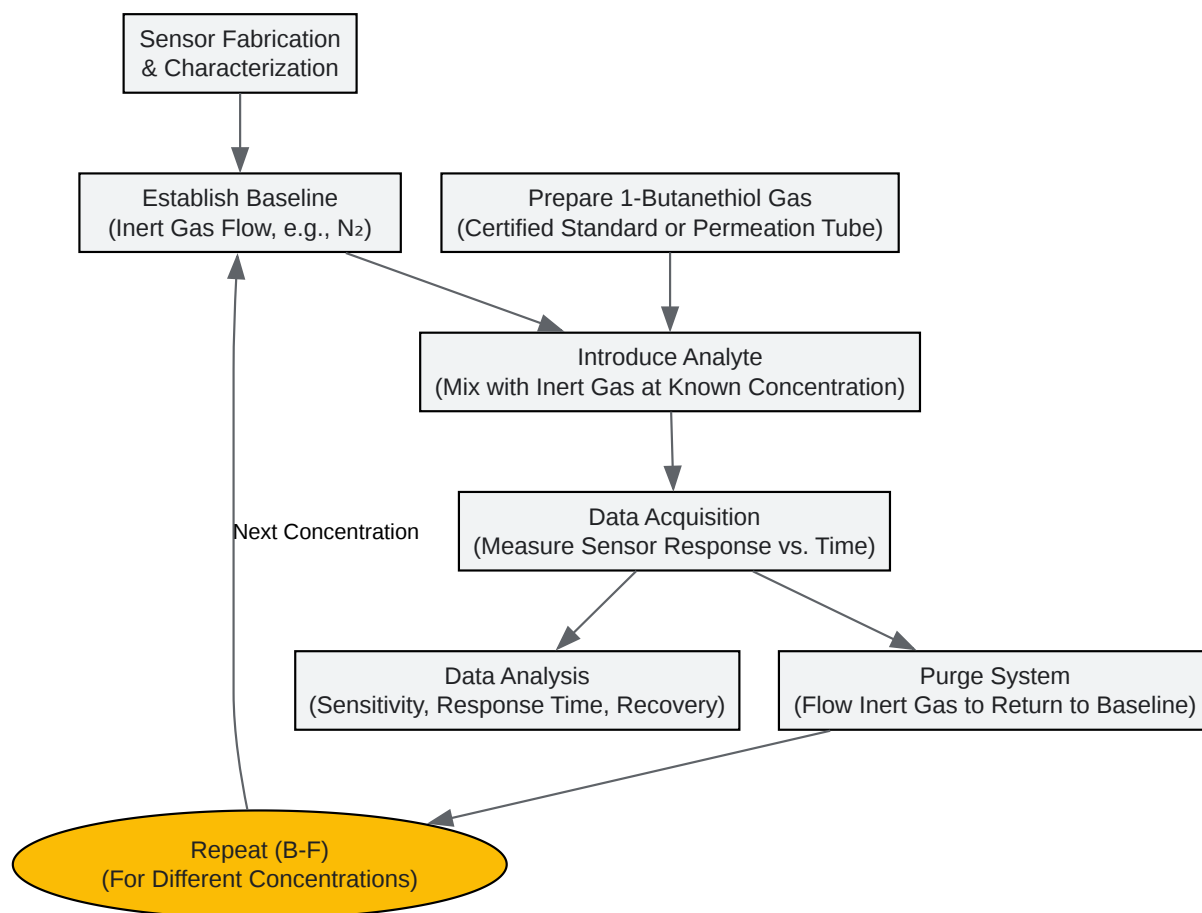 Sensor Fabrication
& Characterization
Establish Baseline
(Inert Gas Flow, e.g., N₂)
Prepare 1-Butanethiol Gas
(Certified Standard or Permeation Tube)
Introduce Analyte
(Mix with Inert Gas at Known Concentration)
Data Acquisition
(Measure Sensor Response vs. Time)
Next Concentration
Data Analysis
(Sensitivity, Response Time, Recovery)
Purge System
(Flow Inert Gas to Return to Baseline)
Repeat (B-F)
(For Different Concentrations)